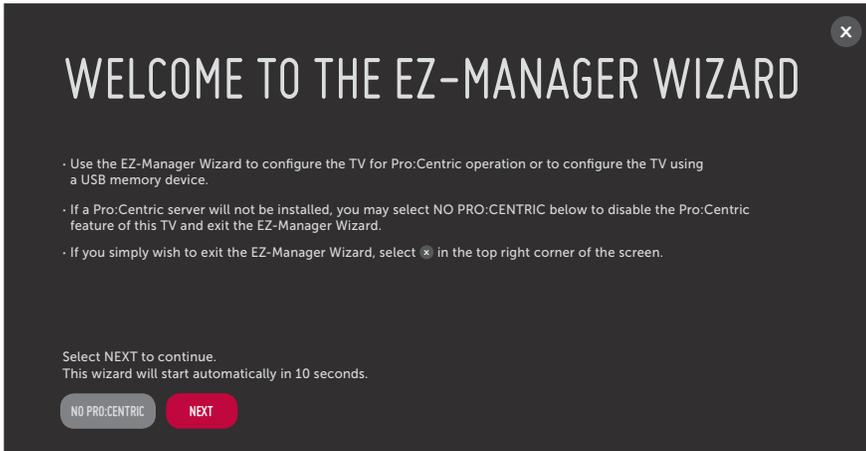 X
WELCOME TO THE EZ-MANAGER WIZARD
· Use the EZ-Manager Wizard to configure the TV for Pro:Centric operation or to configure the TV using
a USB memory device.
· If a Pro:Centric server will not be installed, you may select NO PRO:CENTRIC below to disable the Pro:Centric
feature of this TV and exit the EZ-Manager Wizard.
· If you simply wish to exit the EZ-Manager Wizard, select x in the top right corner of the screen.
Select NEXT to continue.
This wizard will start automatically in 10 seconds.
NO PRO:CENTRIC NEXT